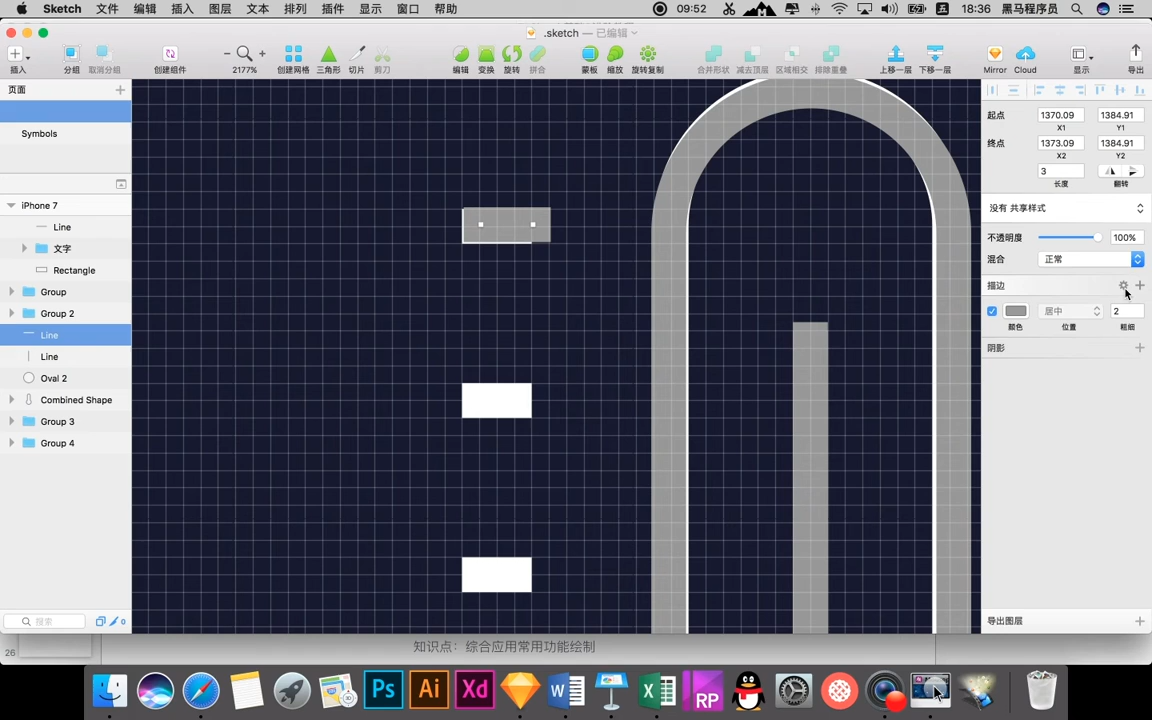 Sketch 文件 编辑 插入 图层 文本 排列 插件 显示 窗口 帮助 09:52 五 18:36 黑马程序员
.sketch — 已编辑
2177%
插入 分组 取消分组 创建组件 创建网格 三角形 切片 剪刀 编辑 变换 旋转 拼合 蒙板 缩放 旋转复制 合并形状 减去顶层 区域相交 排除重叠 上移一层 下移一层 Mirror Cloud 显示 导出
页面
Symbols
iPhone 7
Line
文字
Rectangle
Group
Group 2
Line
Line
Oval 2
Combined Shape
Group 3
Group 4
搜索 0
起点 1370.09 1384.91
X1 Y1
终点 1373.09 1384.91
X2 Y2
3
长度 翻转
没有 共享样式
不透明度 100%
混合 正常
描边
居中 2
颜色 位置 粗细
阴影
导出图层
26
知识点：综合应用常用功能绘制
Ps Ai Xd W X RP